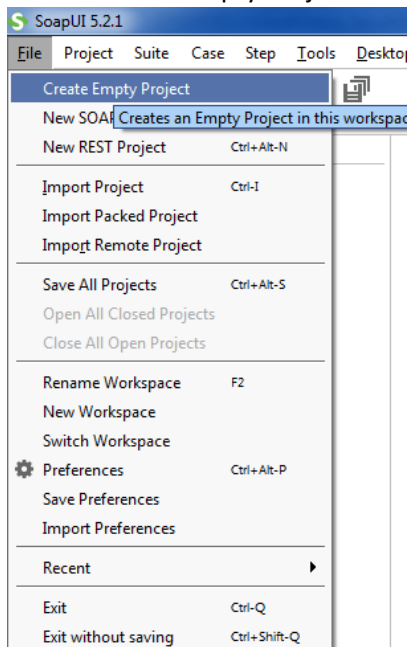 SoapUI 5.2.1
File Project Suite Case Step Tools Deskto
Create Empty Project
New SOAP Creates an Empty Project in this workspac
New REST Project Ctrl+Alt-N
Import Project Ctrl-I
Import Packed Project
Import Remote Project
Save All Projects Ctrl+Alt-S
Open All Closed Projects
Close All Open Projects
Rename Workspace F2
New Workspace
Switch Workspace
Preferences Ctrl+Alt-P
Save Preferences
Import Preferences
Recent
Exit Ctrl-Q
Exit without saving Ctrl+Shift-Q